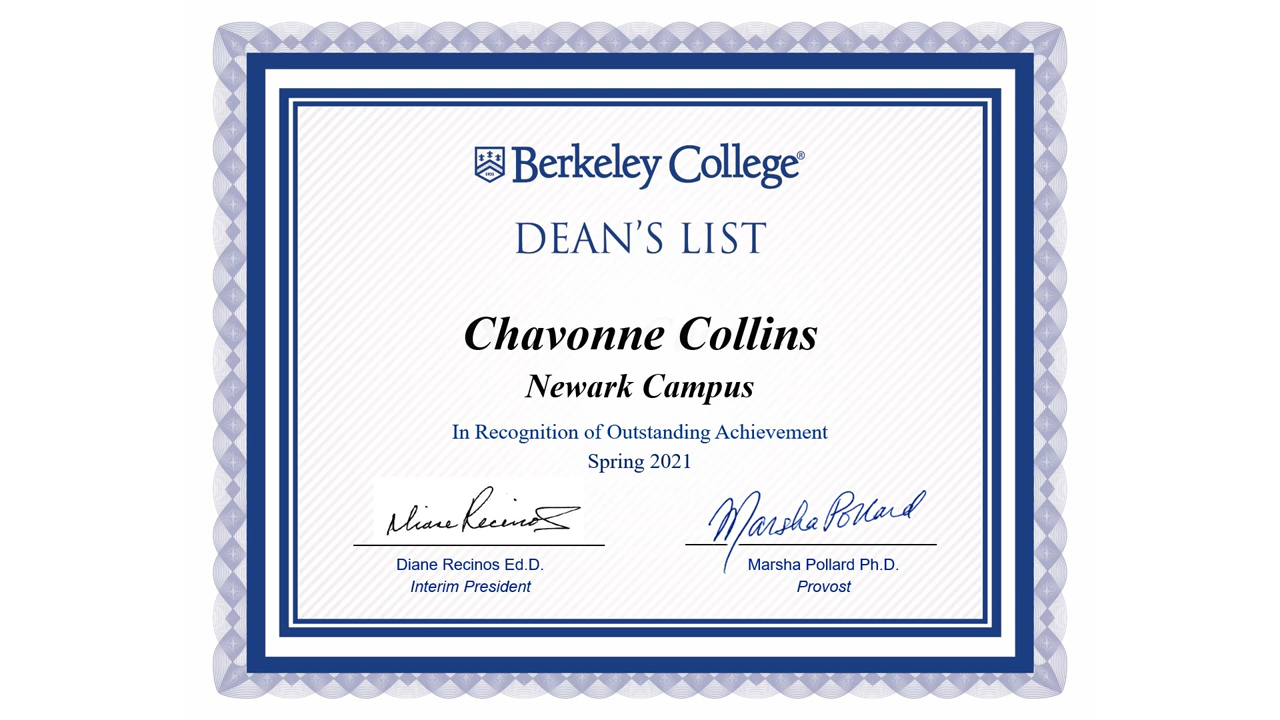 Berkeley College®
DEAN'S LIST
Chavonne Collins
Newark Campus
In Recognition of Outstanding Achievement
Spring 2021
Diane Recinos
Marsha Pollard
Diane Recinos Ed.D.
Marsha Pollard Ph.D.
Interim President
Provost